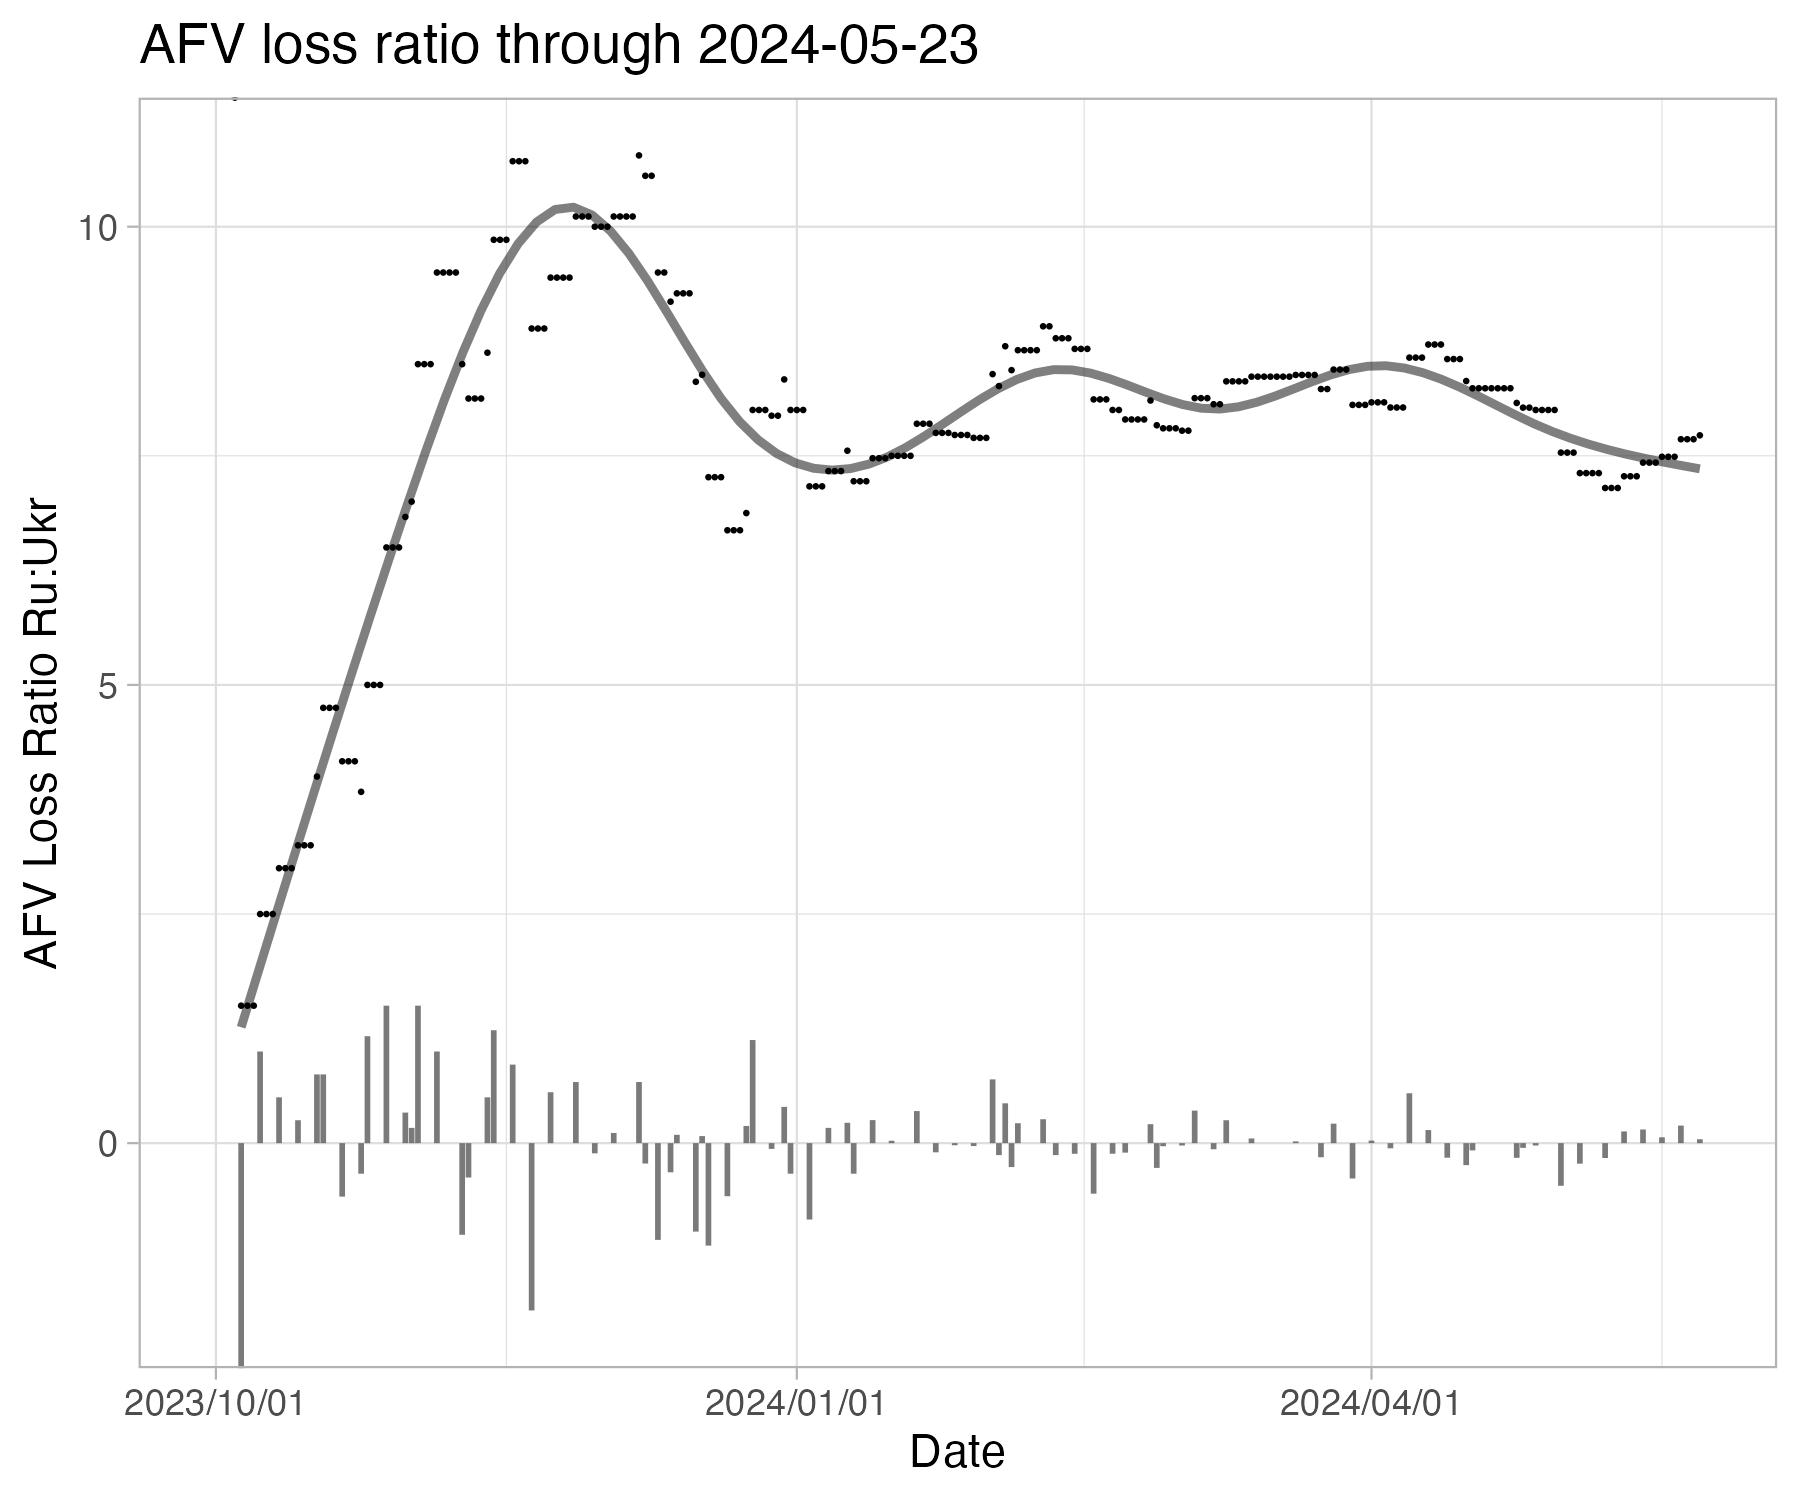 AFV loss ratio through 2024-05-23
AFV Loss Ratio Ru:Ukr
10
5
0
2023/10/01
2024/01/01
2024/04/01
Date